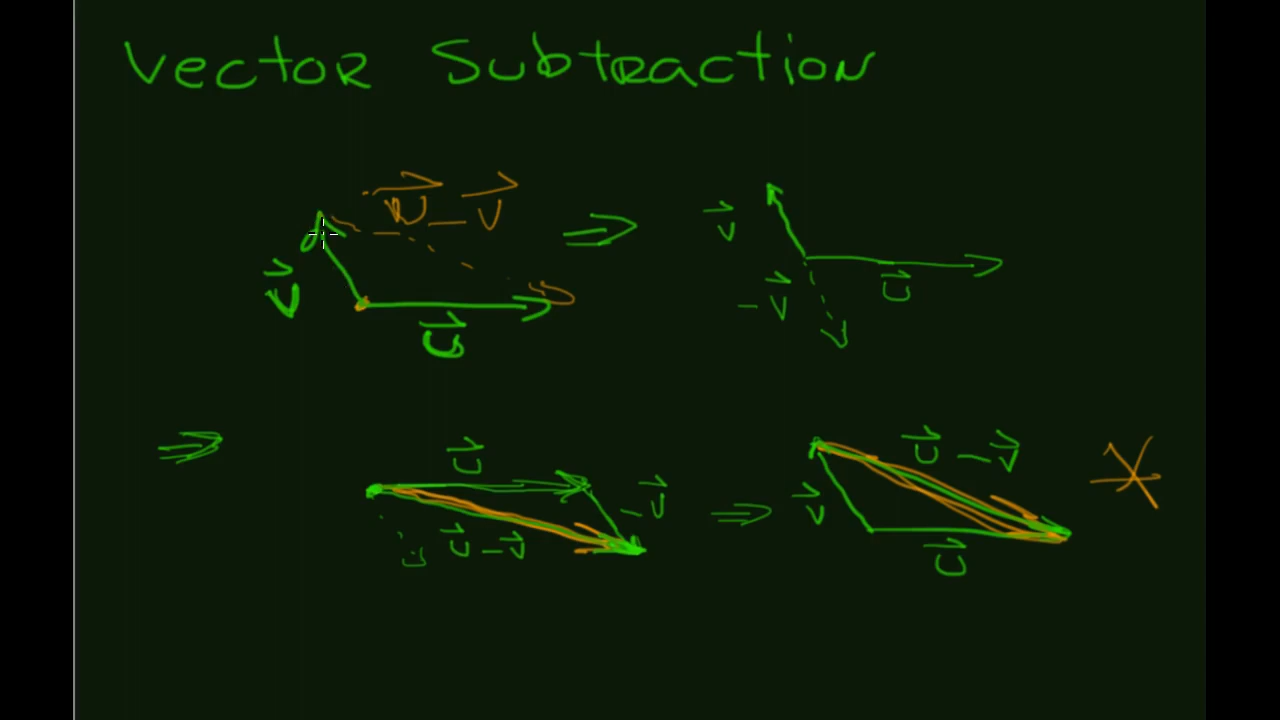 Vector Subtraction
u⃗ - v⃗
v⃗
u⃗
⇒
v⃗
-v⃗
u⃗
⇒
u⃗
-v⃗
u⃗ - v⃗
⇒
u⃗ - v⃗
v⃗
u⃗
*